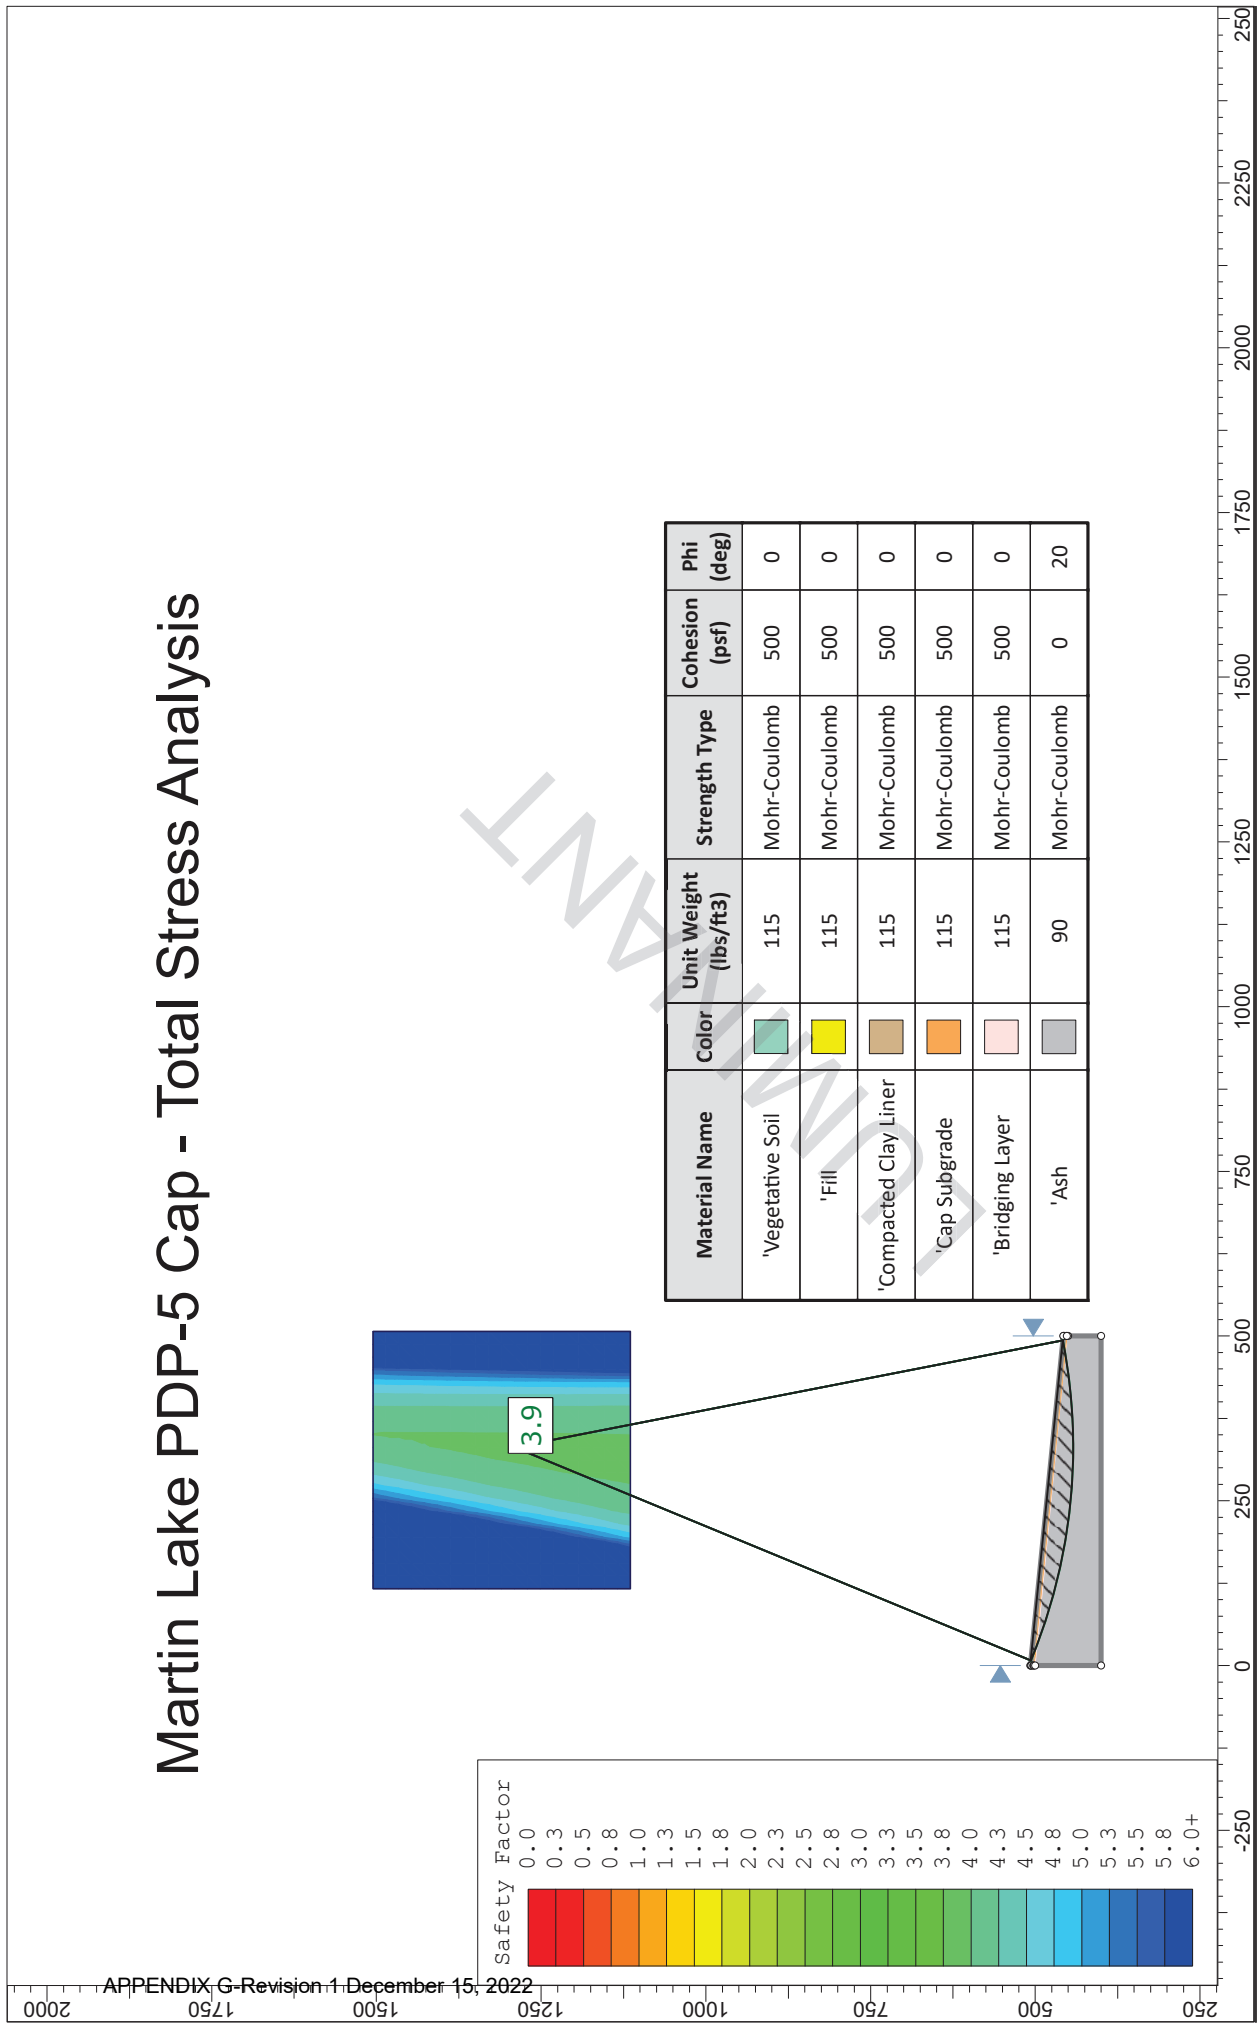 Martin Lake PDP-5 Cap - Total Stress Analysis
3.9
Material Name Color Unit Weight (lbs/ft3) Strength Type Cohesion (psf) Phi (deg)
'Vegetative Soil 115 Mohr-Coulomb 500 0
'Fill 115 Mohr-Coulomb 500 0
'Compacted Clay Liner 115 Mohr-Coulomb 500 0
'Cap Subgrade 115 Mohr-Coulomb 500 0
'Bridging Layer 115 Mohr-Coulomb 500 0
'Ash 90 Mohr-Coulomb 0 20
LUMINANT
Safety Factor
0.0
0.3
0.5
0.8
1.0
1.3
1.5
1.8
2.0
2.3
2.5
2.8
3.0
3.3
3.5
3.8
4.0
4.3
4.5
4.8
5.0
5.3
5.5
5.8
6.0+
2000
1750
1500
1250
1000
750
500
250
-250 0 250 500 750 1000 1250 1500 1750 2000 2250 250
APPENDIX G-Revision 1 December 15, 2022